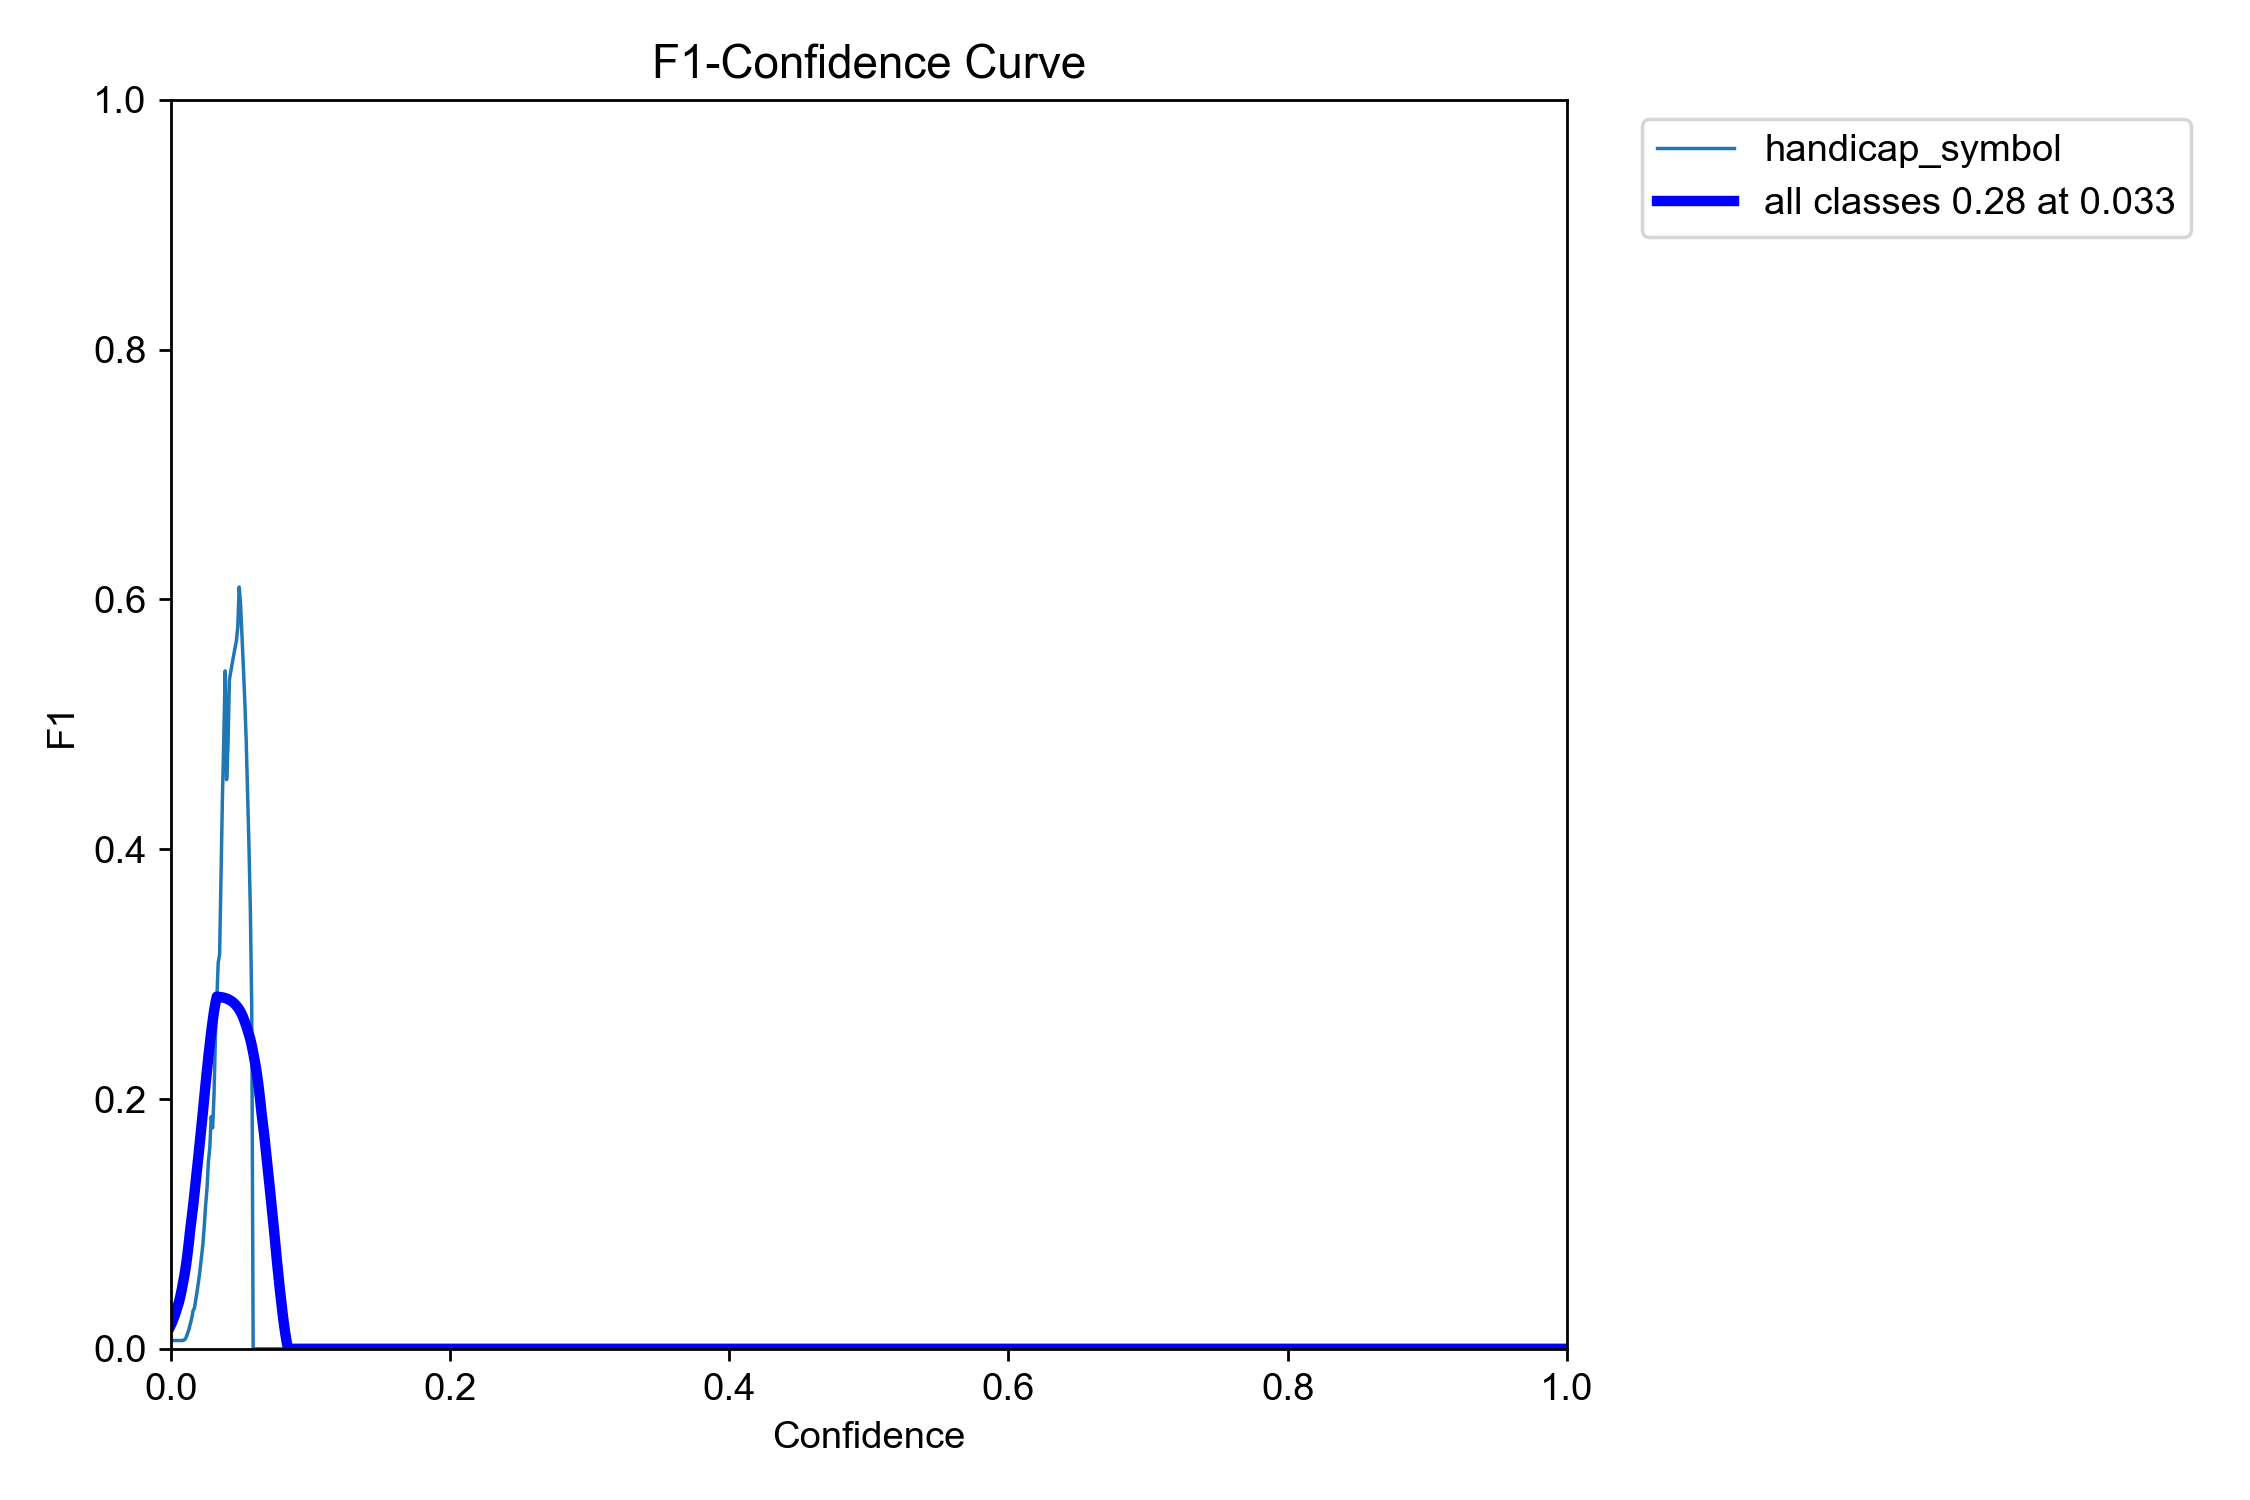 F1-Confidence Curve
1.0
0.8
0.6
0.4
0.2
0.0
F1
0.0 0.2 0.4 0.6 0.8 1.0
Confidence
handicap_symbol
all classes 0.28 at 0.033